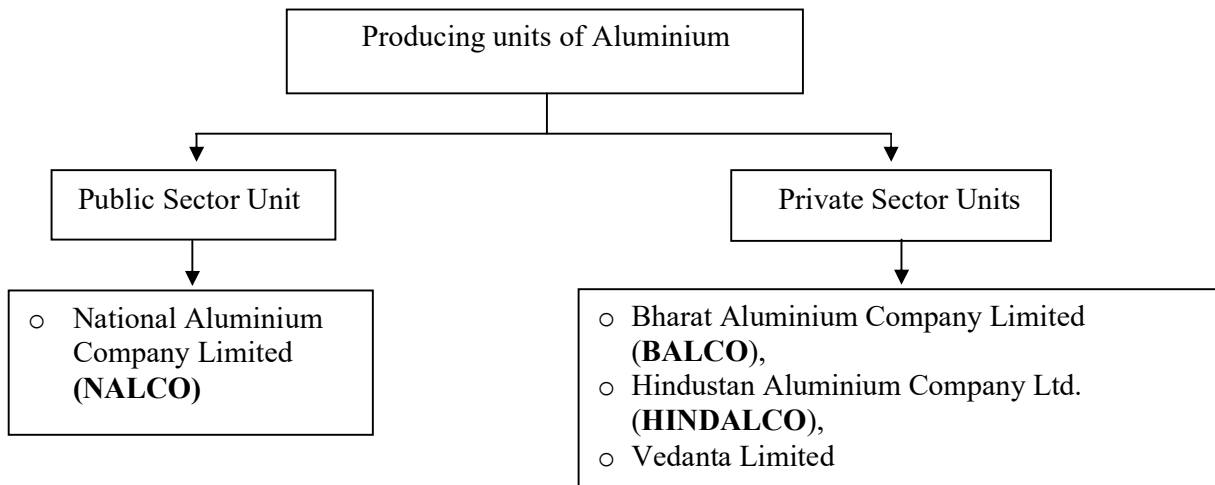 Producing units of Aluminium
Public Sector Unit
Private Sector Units
o National Aluminium
Company Limited
(NALCO)
o Bharat Aluminium Company Limited
(BALCO),
o Hindustan Aluminium Company Ltd.
(HINDALCO),
o Vedanta Limited